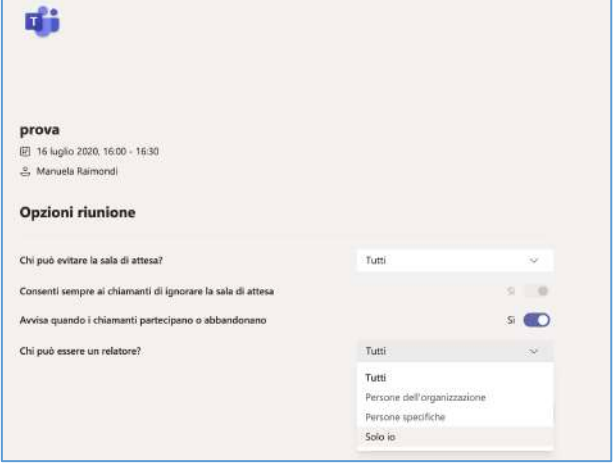 T
prova
16 luglio 2020, 16:00 - 16:30
Manuela Raimondi
Opzioni riunione
Chi può evitare la sala di attesa? Tutti
Consenti sempre ai chiamanti di ignorare la sala di attesa Sì
Avvisa quando i chiamanti partecipano o abbandonano Sì
Chi può essere un relatore? Tutti
Tutti
Persone dell'organizzazione
Persone specifiche
Solo io